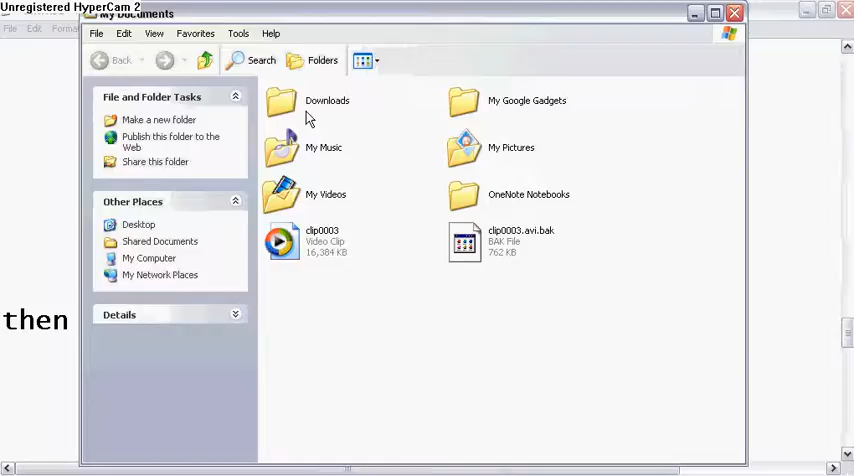 Unregistered HyperCam 2
My Documents
File Edit Forma
File Edit View Favorites Tools Help
Back Search Folders
File and Folder Tasks
Make a new folder
Publish this folder to the
Web
Share this folder
Other Places
Desktop
Shared Documents
My Computer
My Network Places
Details
Downloads
My Google Gadgets
My Music
My Pictures
My Videos
OneNote Notebooks
clip0003
Video Clip
16,384 KB
clip0003.avi.bak
BAK File
762 KB
then